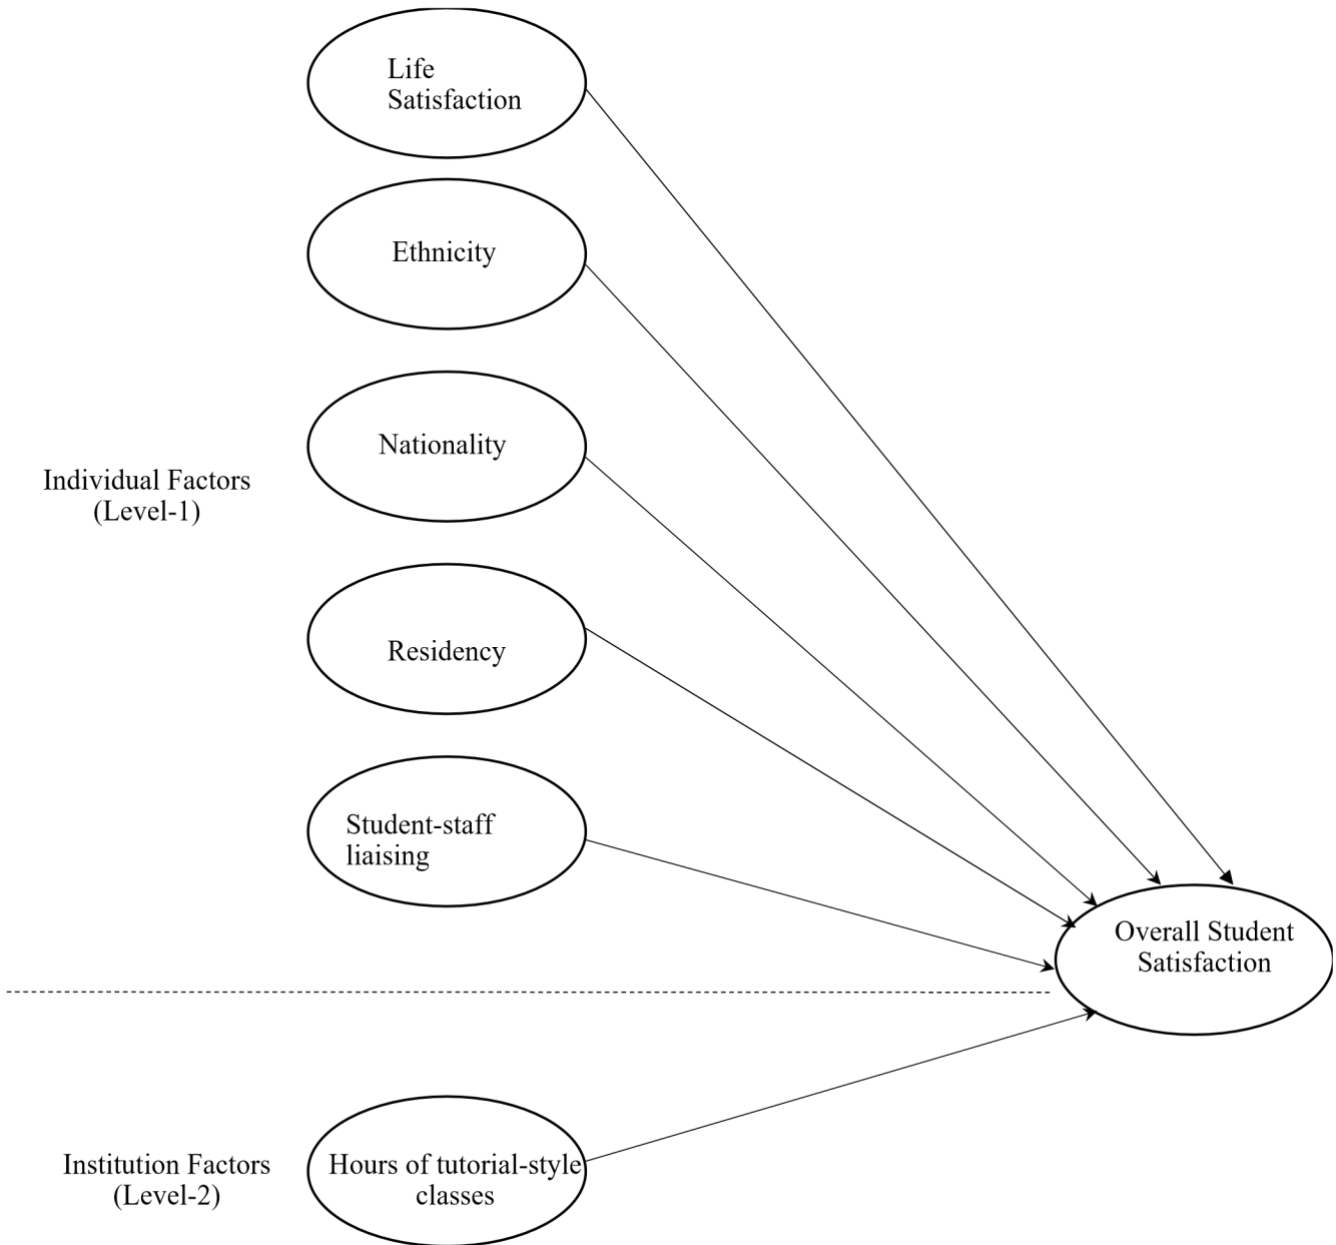 Life
Satisfaction
Ethnicity
Nationality
Individual Factors
(Level-1)
Residency
Student-staff
liaising
Overall Student
Satisfaction
Institution Factors
(Level-2)
Hours of tutorial-style
classes